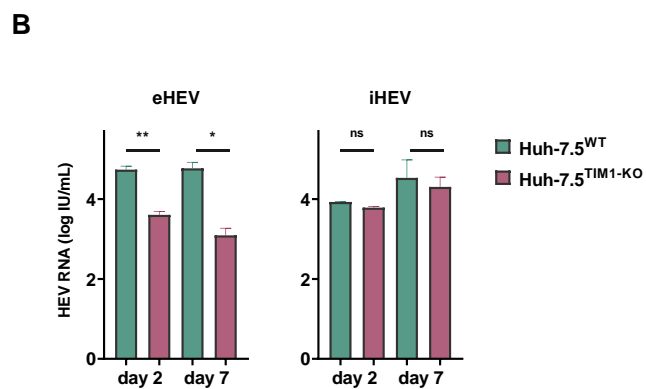 B
eHEV
iHEV
** * ns ns
Huh-7.5WT
Huh-7.5TIM1-KO
HEV RNA (log IU/mL)
4 4
2 2
0 0
day 2 day 7 day 2 day 7